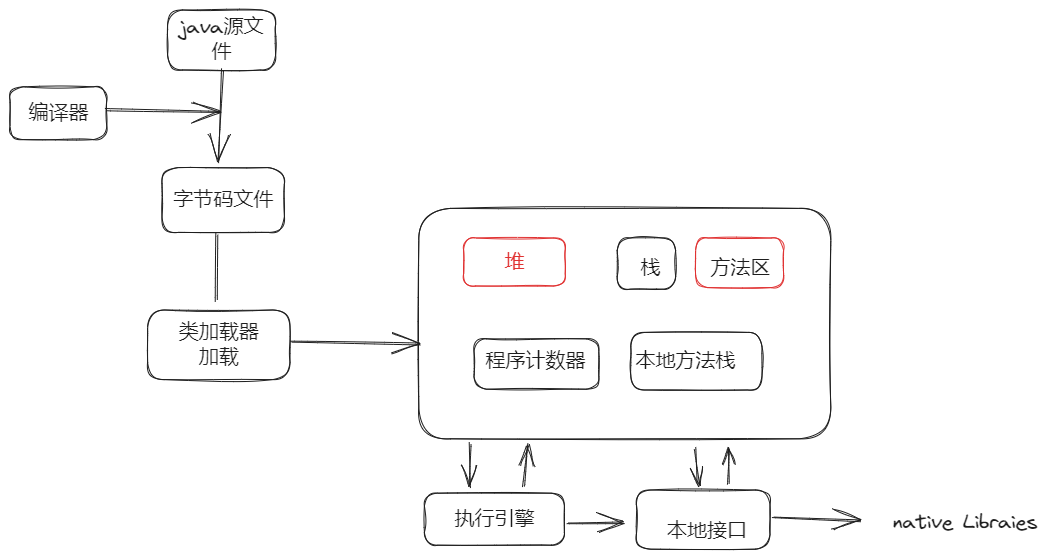 java源文
件
编译器
字节码文件
类加载器
加载
堆
栈
方法区
程序计数器
本地方法栈
执行引擎
本地接口
native Libraies